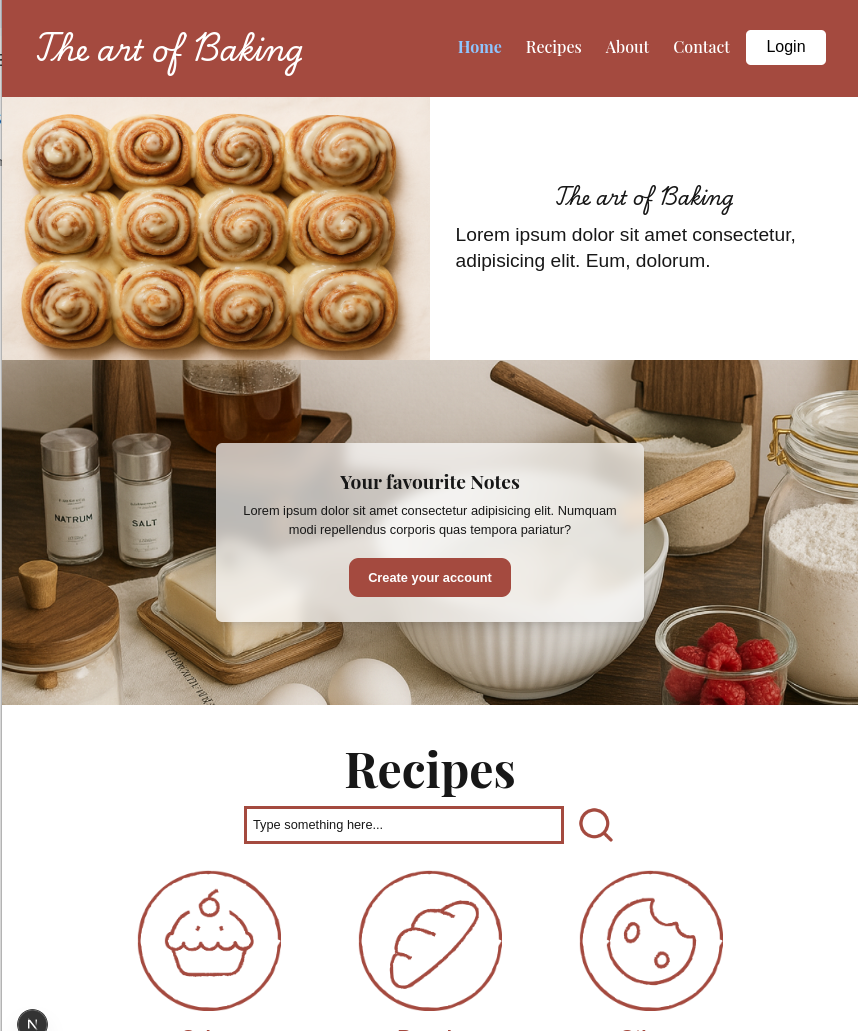 The art of Baking
Home Recipes About Contact Login
The art of Baking
Lorem ipsum dolor sit amet consectetur,
adipisicing elit. Eum, dolorum.
NATRUM
SALT
Your favourite Notes
Lorem ipsum dolor sit amet consectetur adipisicing elit. Numquam
modi repellendus corporis quas tempora pariatur?
Create your account
Recipes
Type something here...
N